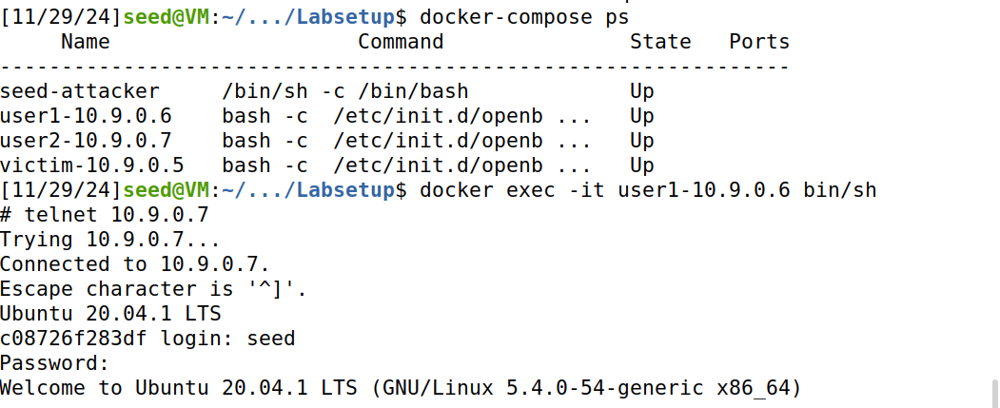 [11/29/24]seed@VM:~/.../Labsetup$ docker-compose ps
     Name                    Command               State   Ports
----------------------------------------------------------------
seed-attacker     /bin/sh -c /bin/bash             Up
user1-10.9.0.6    bash -c  /etc/init.d/openb ...   Up
user2-10.9.0.7    bash -c  /etc/init.d/openb ...   Up
victim-10.9.0.5   bash -c  /etc/init.d/openb ...   Up
[11/29/24]seed@VM:~/.../Labsetup$ docker exec -it user1-10.9.0.6 bin/sh
# telnet 10.9.0.7
Trying 10.9.0.7...
Connected to 10.9.0.7.
Escape character is '^]'.
Ubuntu 20.04.1 LTS
c08726f283df login: seed
Password:
Welcome to Ubuntu 20.04.1 LTS (GNU/Linux 5.4.0-54-generic x86_64)